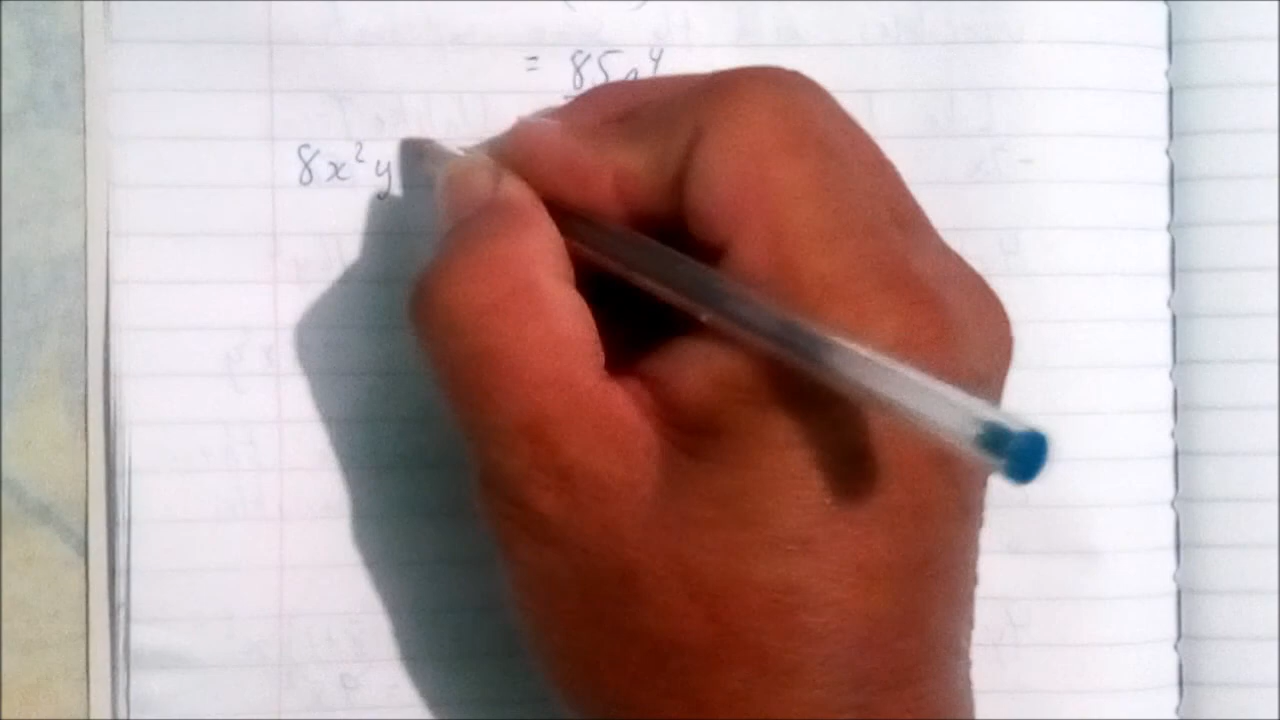 = 85a⁴
8x²y